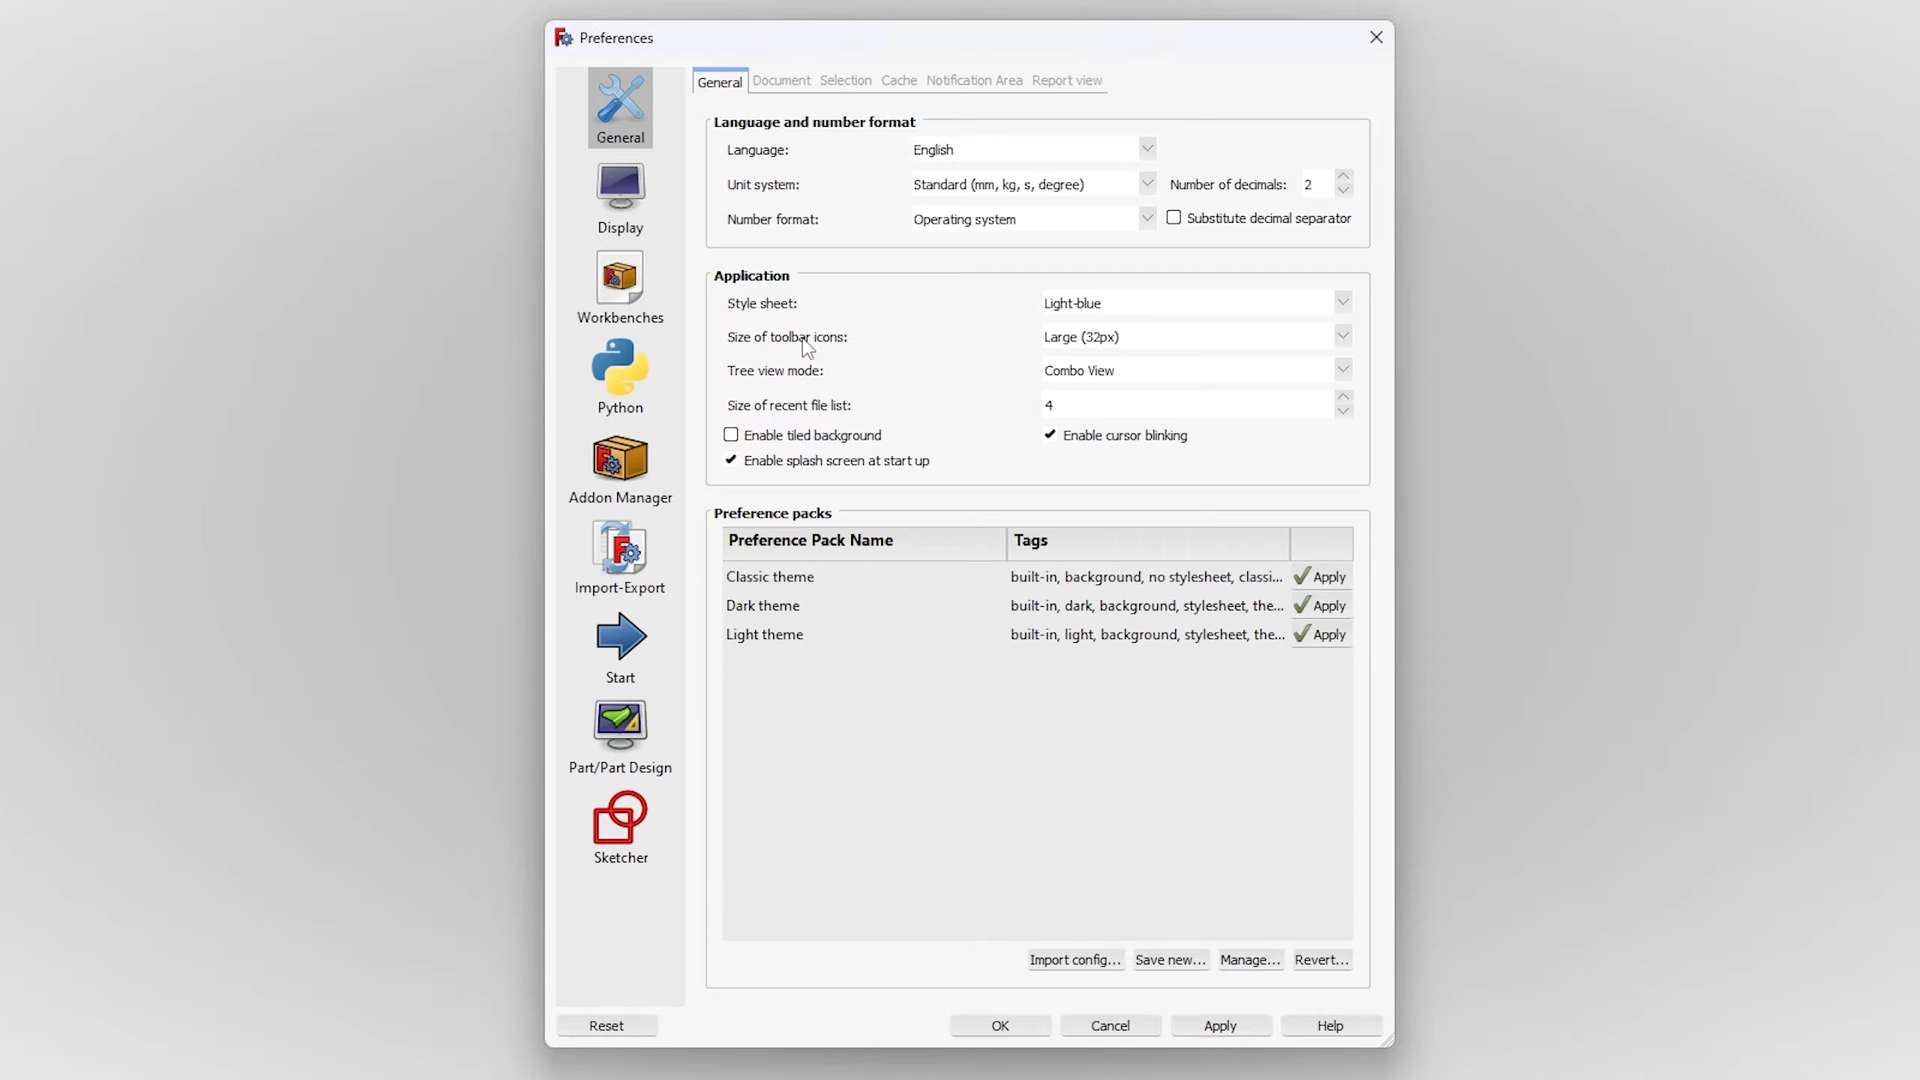 Preferences
General Document Selection Cache Notification Area Report view
General
Display
Workbenches
Python
Addon Manager
Import-Export
Start
Part/Part Design
Sketcher
Language and number format
Language: English
Unit system: Standard (mm, kg, s, degree) Number of decimals: 2
Number format: Operating system Substitute decimal separator
Application
Style sheet: Light-blue
Size of toolbar icons: Large (32px)
Tree view mode: Combo View
Size of recent file list: 4
Enable tiled background Enable cursor blinking
Enable splash screen at start up
Preference packs
Preference Pack Name Tags
Classic theme built-in, background, no stylesheet, classi... Apply
Dark theme built-in, dark, background, stylesheet, the... Apply
Light theme built-in, light, background, stylesheet, the... Apply
Import config... Save new... Manage... Revert...
Reset OK Cancel Apply Help